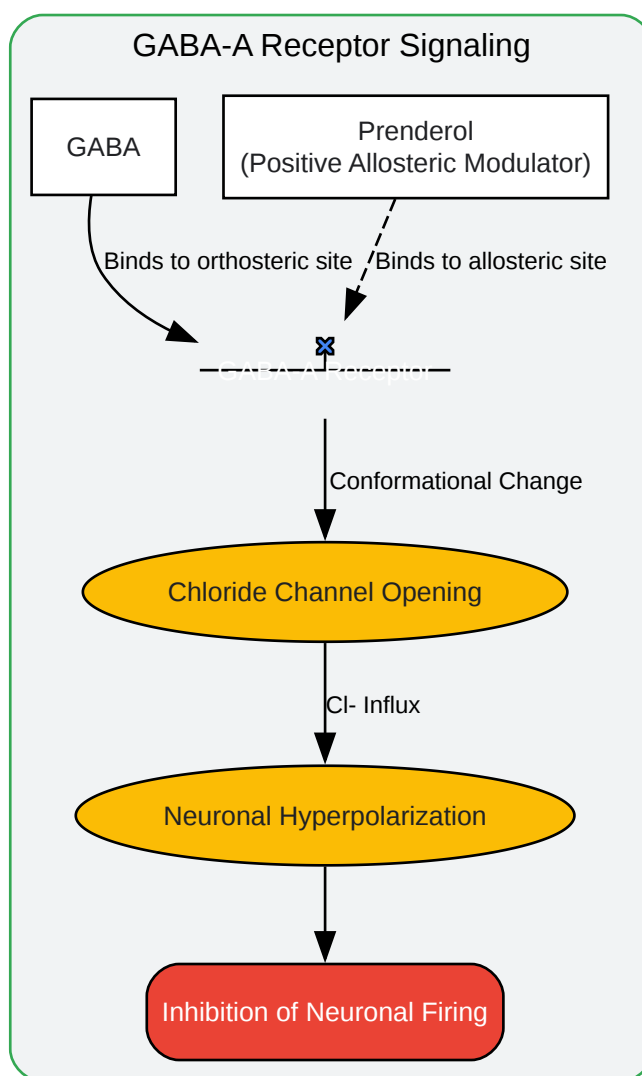 GABA-A Receptor Signaling
GABA
Prenderol
(Positive Allosteric Modulator)
Binds to orthosteric site
Binds to allosteric site
GABA-A Receptor
Conformational Change
Chloride Channel Opening
Cl- Influx
Neuronal Hyperpolarization
Inhibition of Neuronal Firing